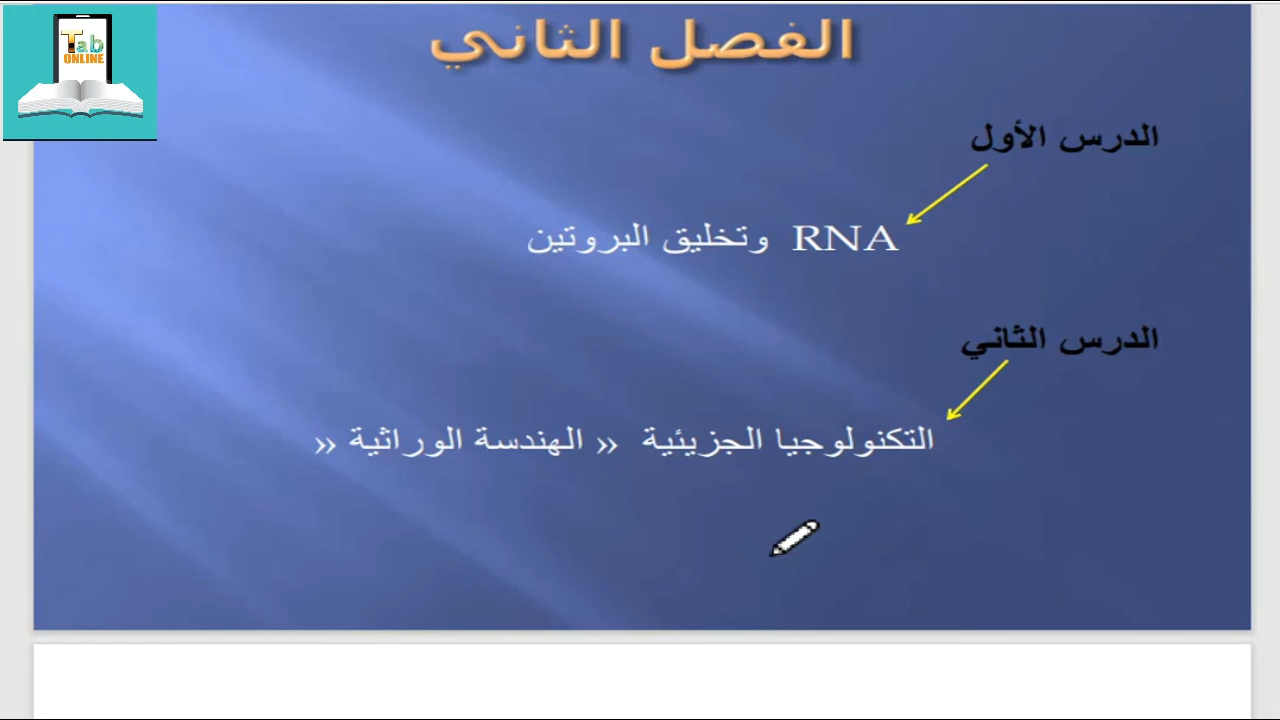 Tab
ONLINE
الفصل الثاني
الدرس الأول
RNA وتخليق البروتين
الدرس الثاني
التكنولوجيا الجزيئية « الهندسة الوراثية «